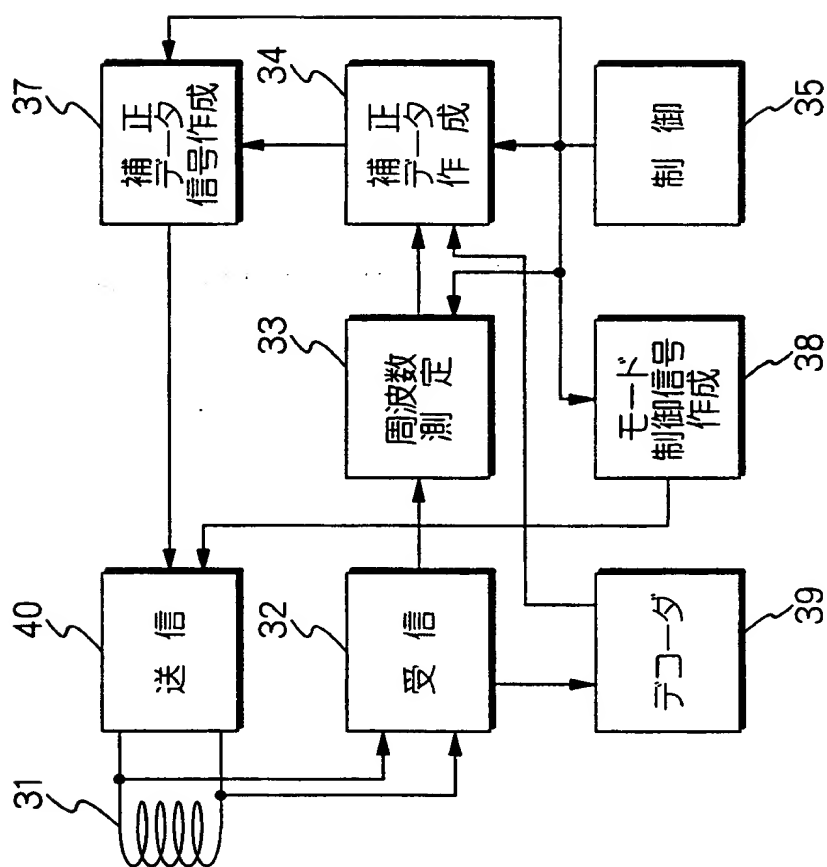 31
40
送信
37
補正
データ
信号作成
32
受信
33
周波数
測定
34
補正
データ
作成
39
デコーダ
38
モード
制御信号
作成
35
制御